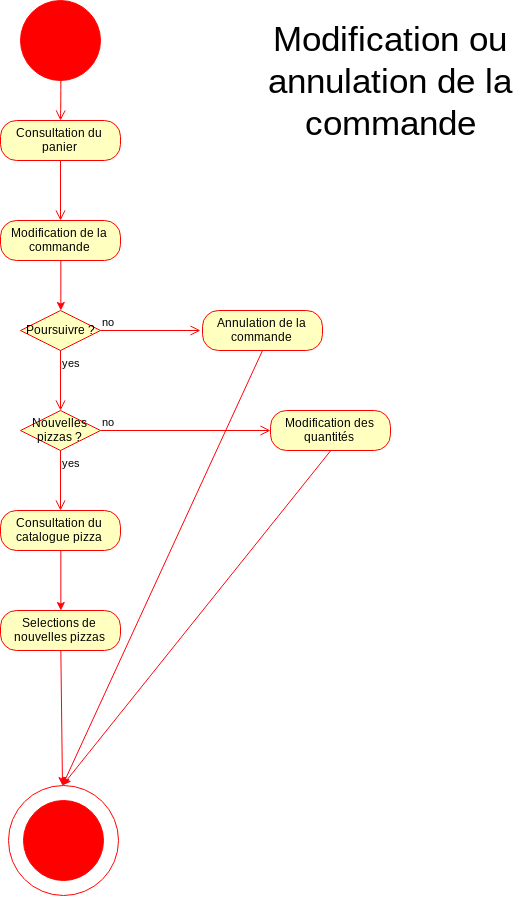 Modification ou
annulation de la
commande
Consultation du
panier
Modification de la
commande
Poursuivre ?
no
Annulation de la
commande
yes
Nouvelles
pizzas ?
no
Modification des
quantités
yes
Consultation du
catalogue pizza
Selections de
nouvelles pizzas